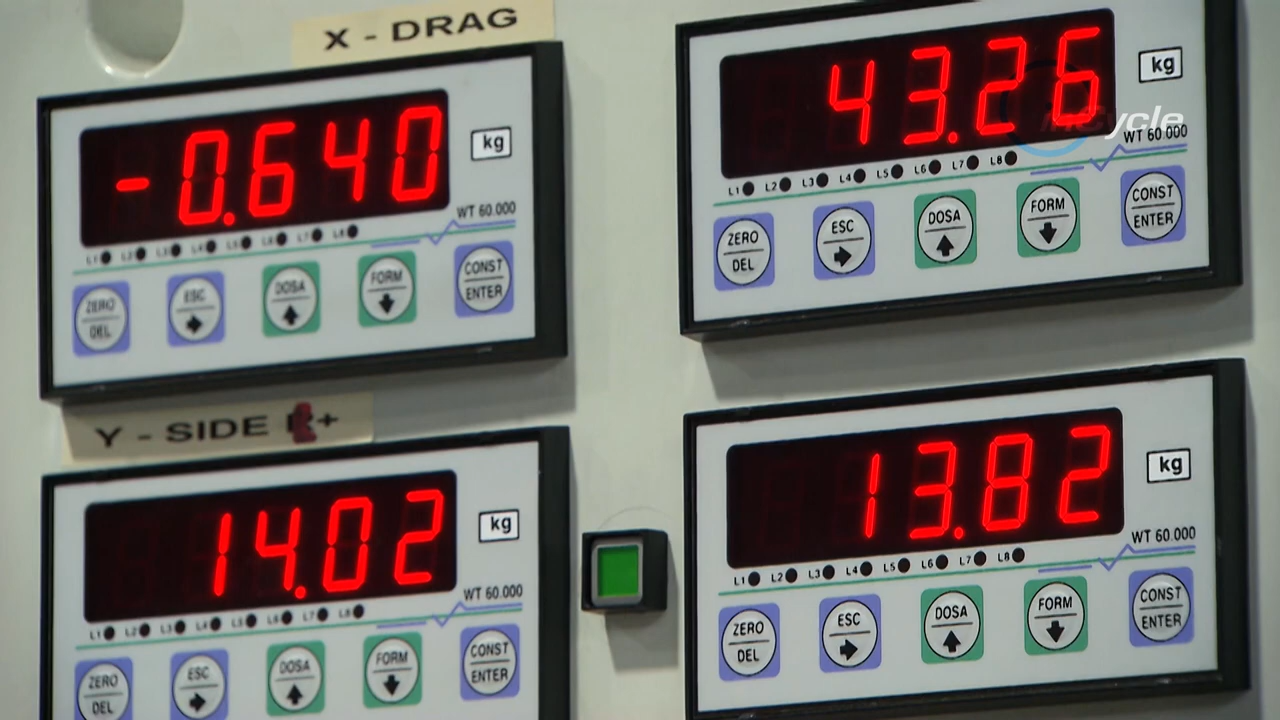 X - DRAG
-0.640
kg
WT 60.000
L1 L2 L3 L4 L5 L6 L7 L8
ZERO
DEL
ESC
DOSA
FORM
CONST
ENTER
43.26
kg
inCycle
WT 60.000
L1 L2 L3 L4 L5 L6 L7 L8
ZERO
DEL
ESC
DOSA
FORM
CONST
ENTER
Y - SIDE +
14.02
kg
WT 60.000
L1 L2 L3 L4 L5 L6 L7 L8
ZERO
DEL
ESC
DOSA
FORM
CONST
ENTER
13.82
kg
WT 60.000
L1 L2 L3 L4 L5 L6 L7 L8
ZERO
DEL
ESC
DOSA
FORM
CONST
ENTER